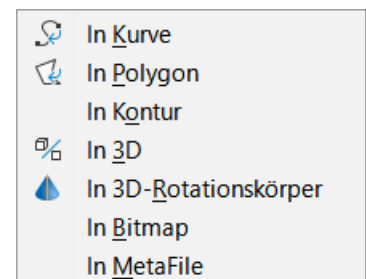 In Kurve
In Polygon
In Kontur
In 3D
In 3D-Rotationskörper
In Bitmap
In MetaFile